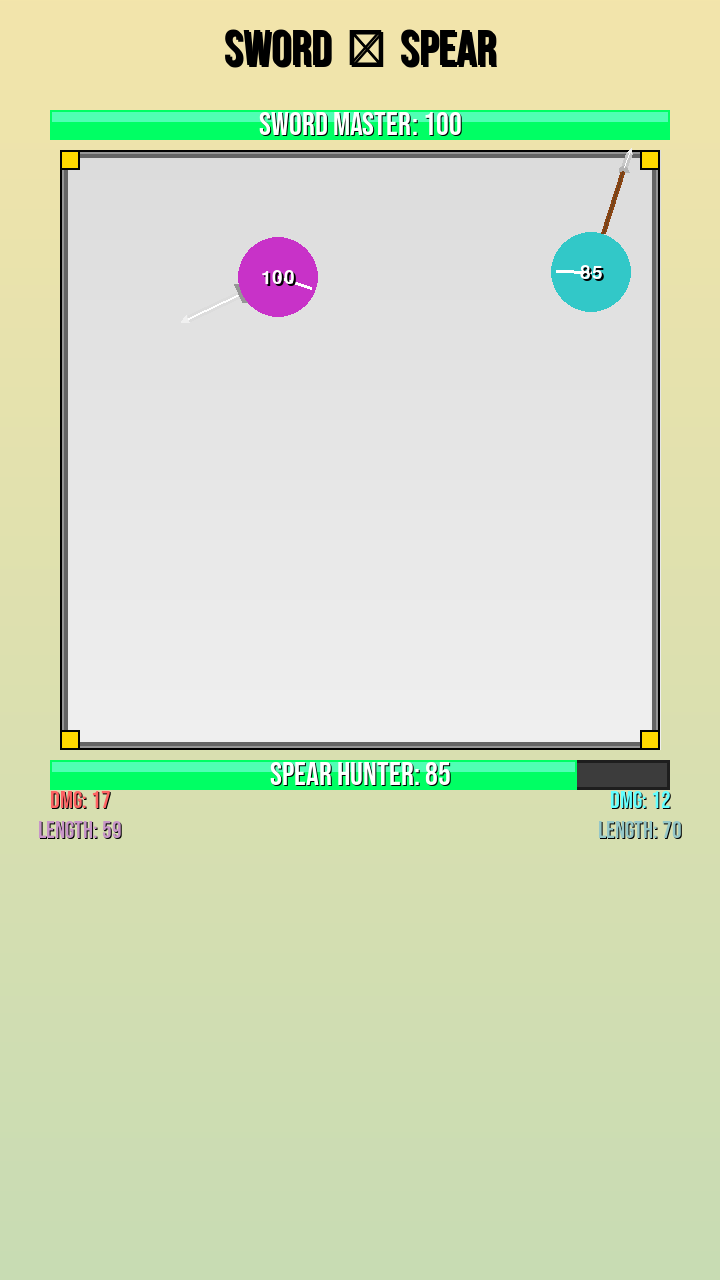 SWORD SPEAR
SWORD MASTER: 100
100
85
SPEAR HUNTER: 85
DMG: 17
DMG: 12
LENGTH: 59
LENGTH: 70